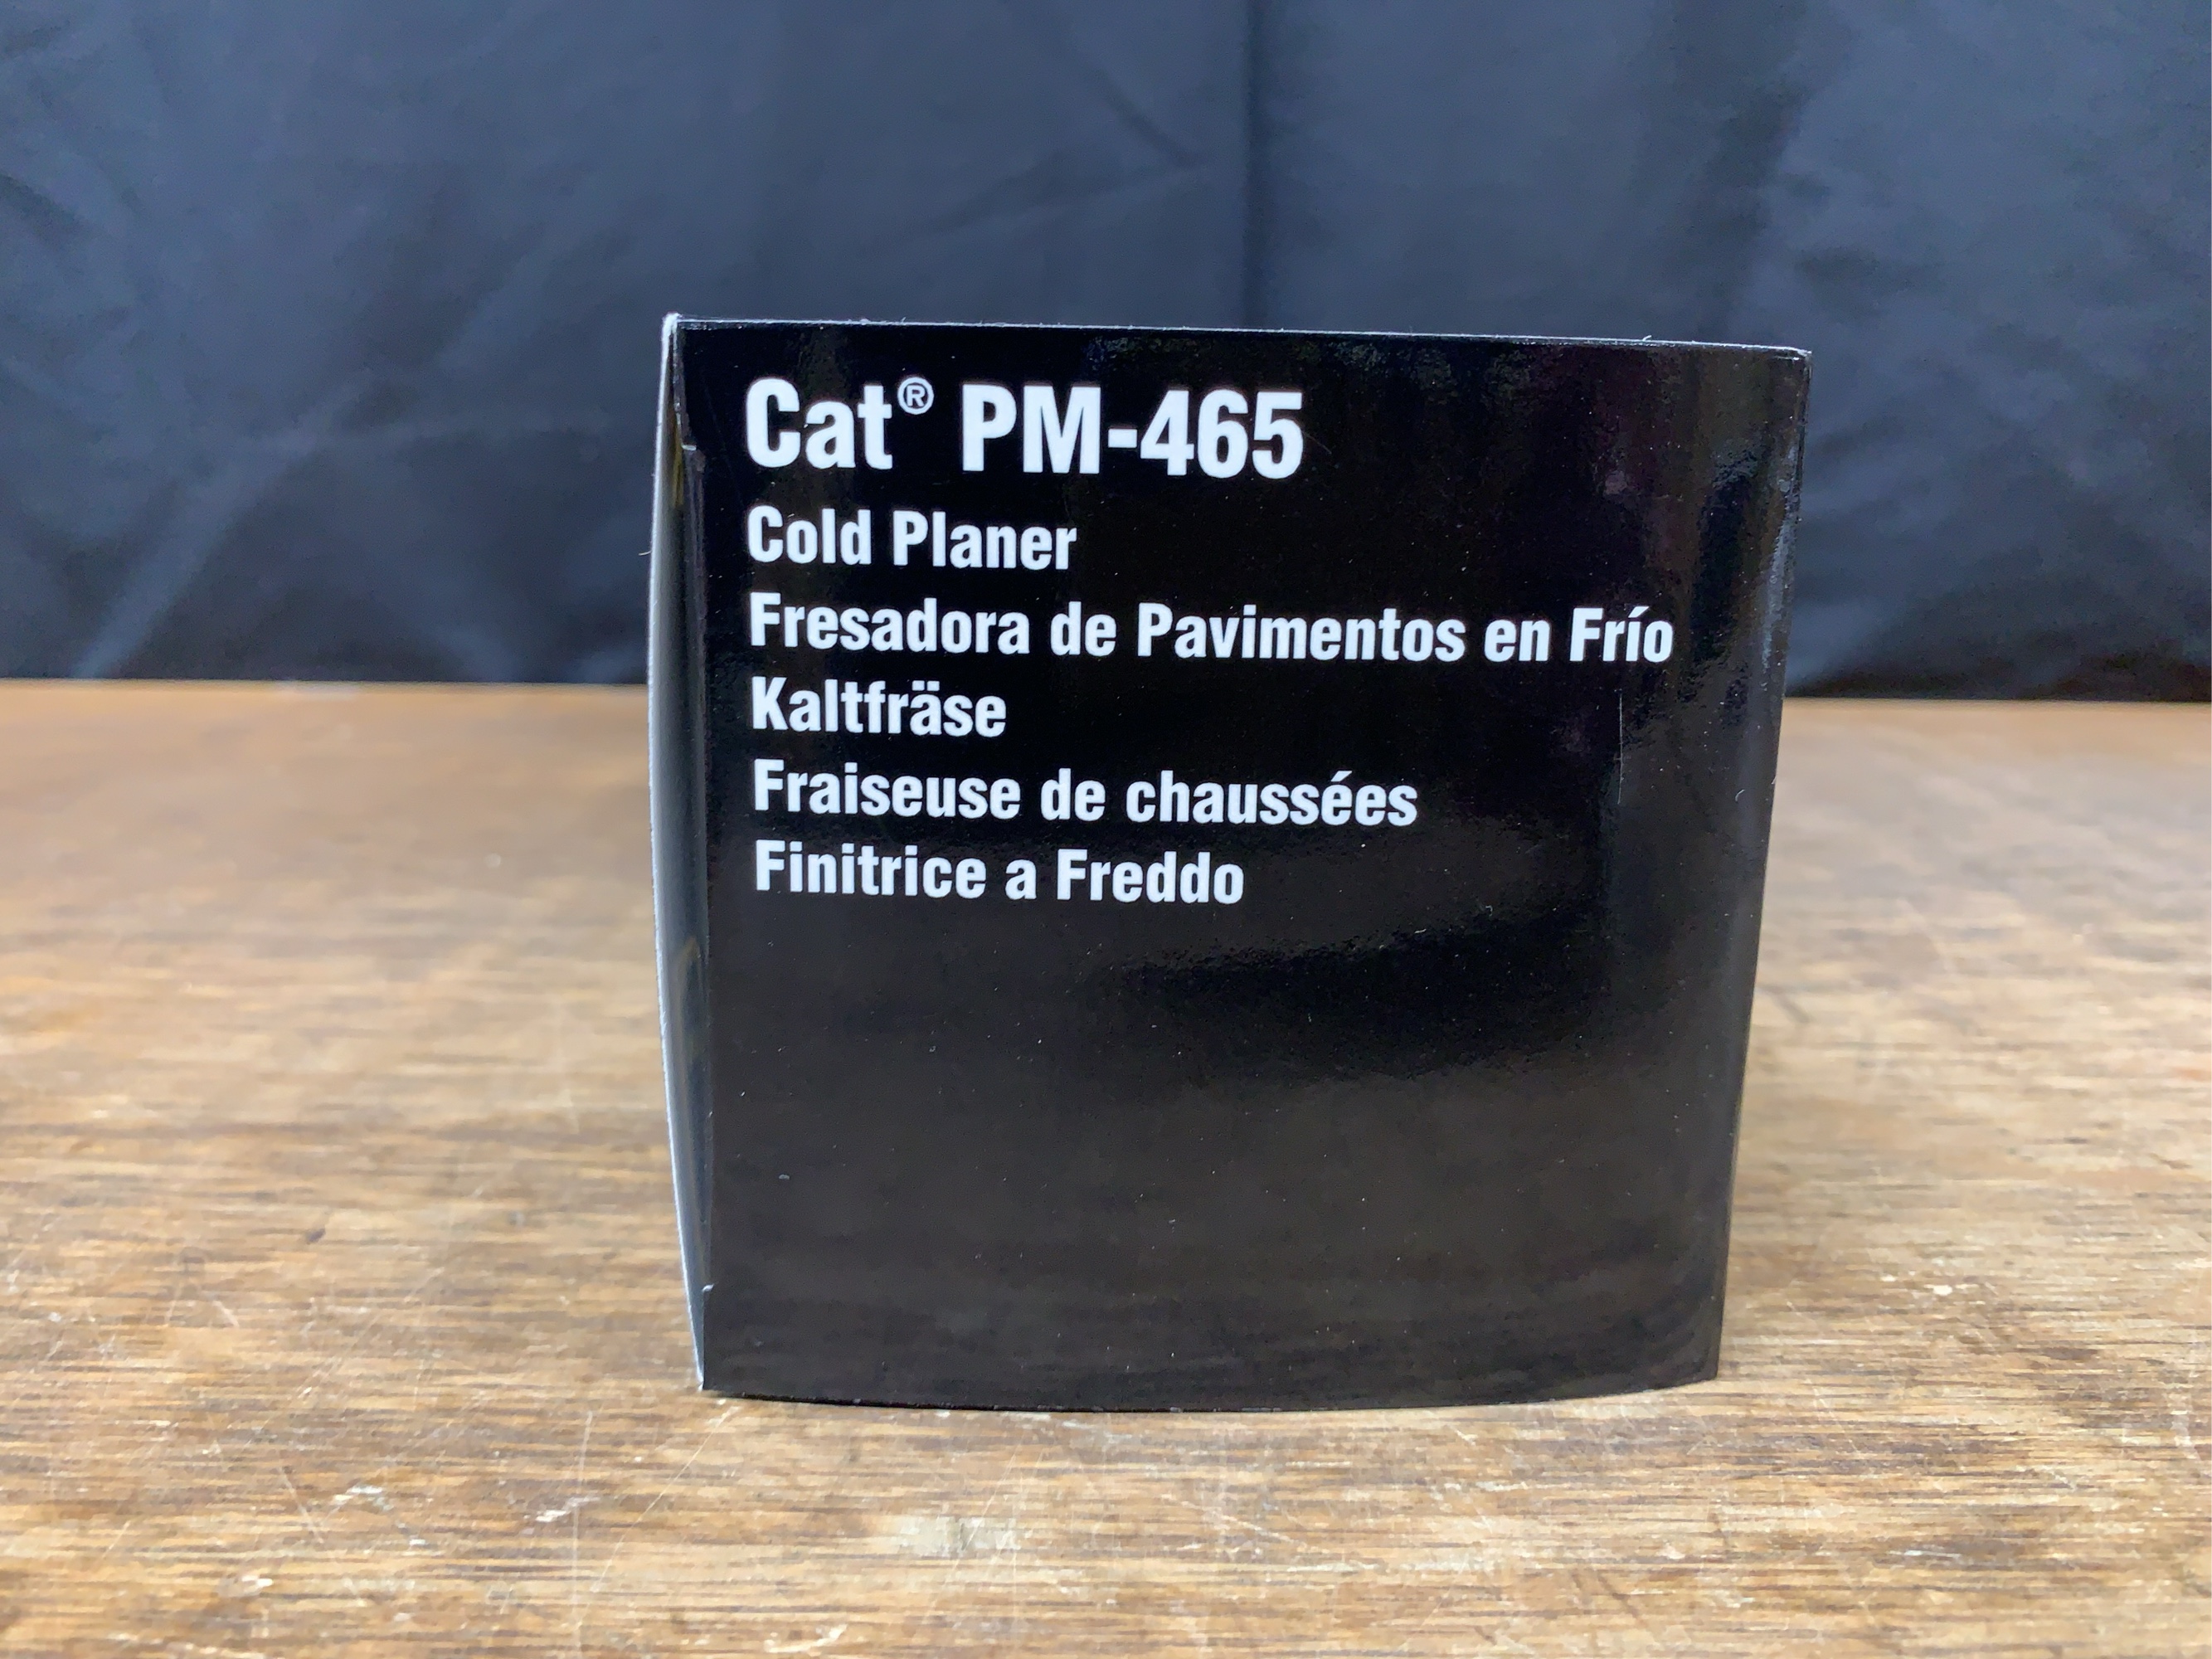 Cat® PM-465
Cold Planer
Fresadora de Pavimentos en Frío
Kaltfräse
Fraiseuse de chaussées
Finitrice a Freddo